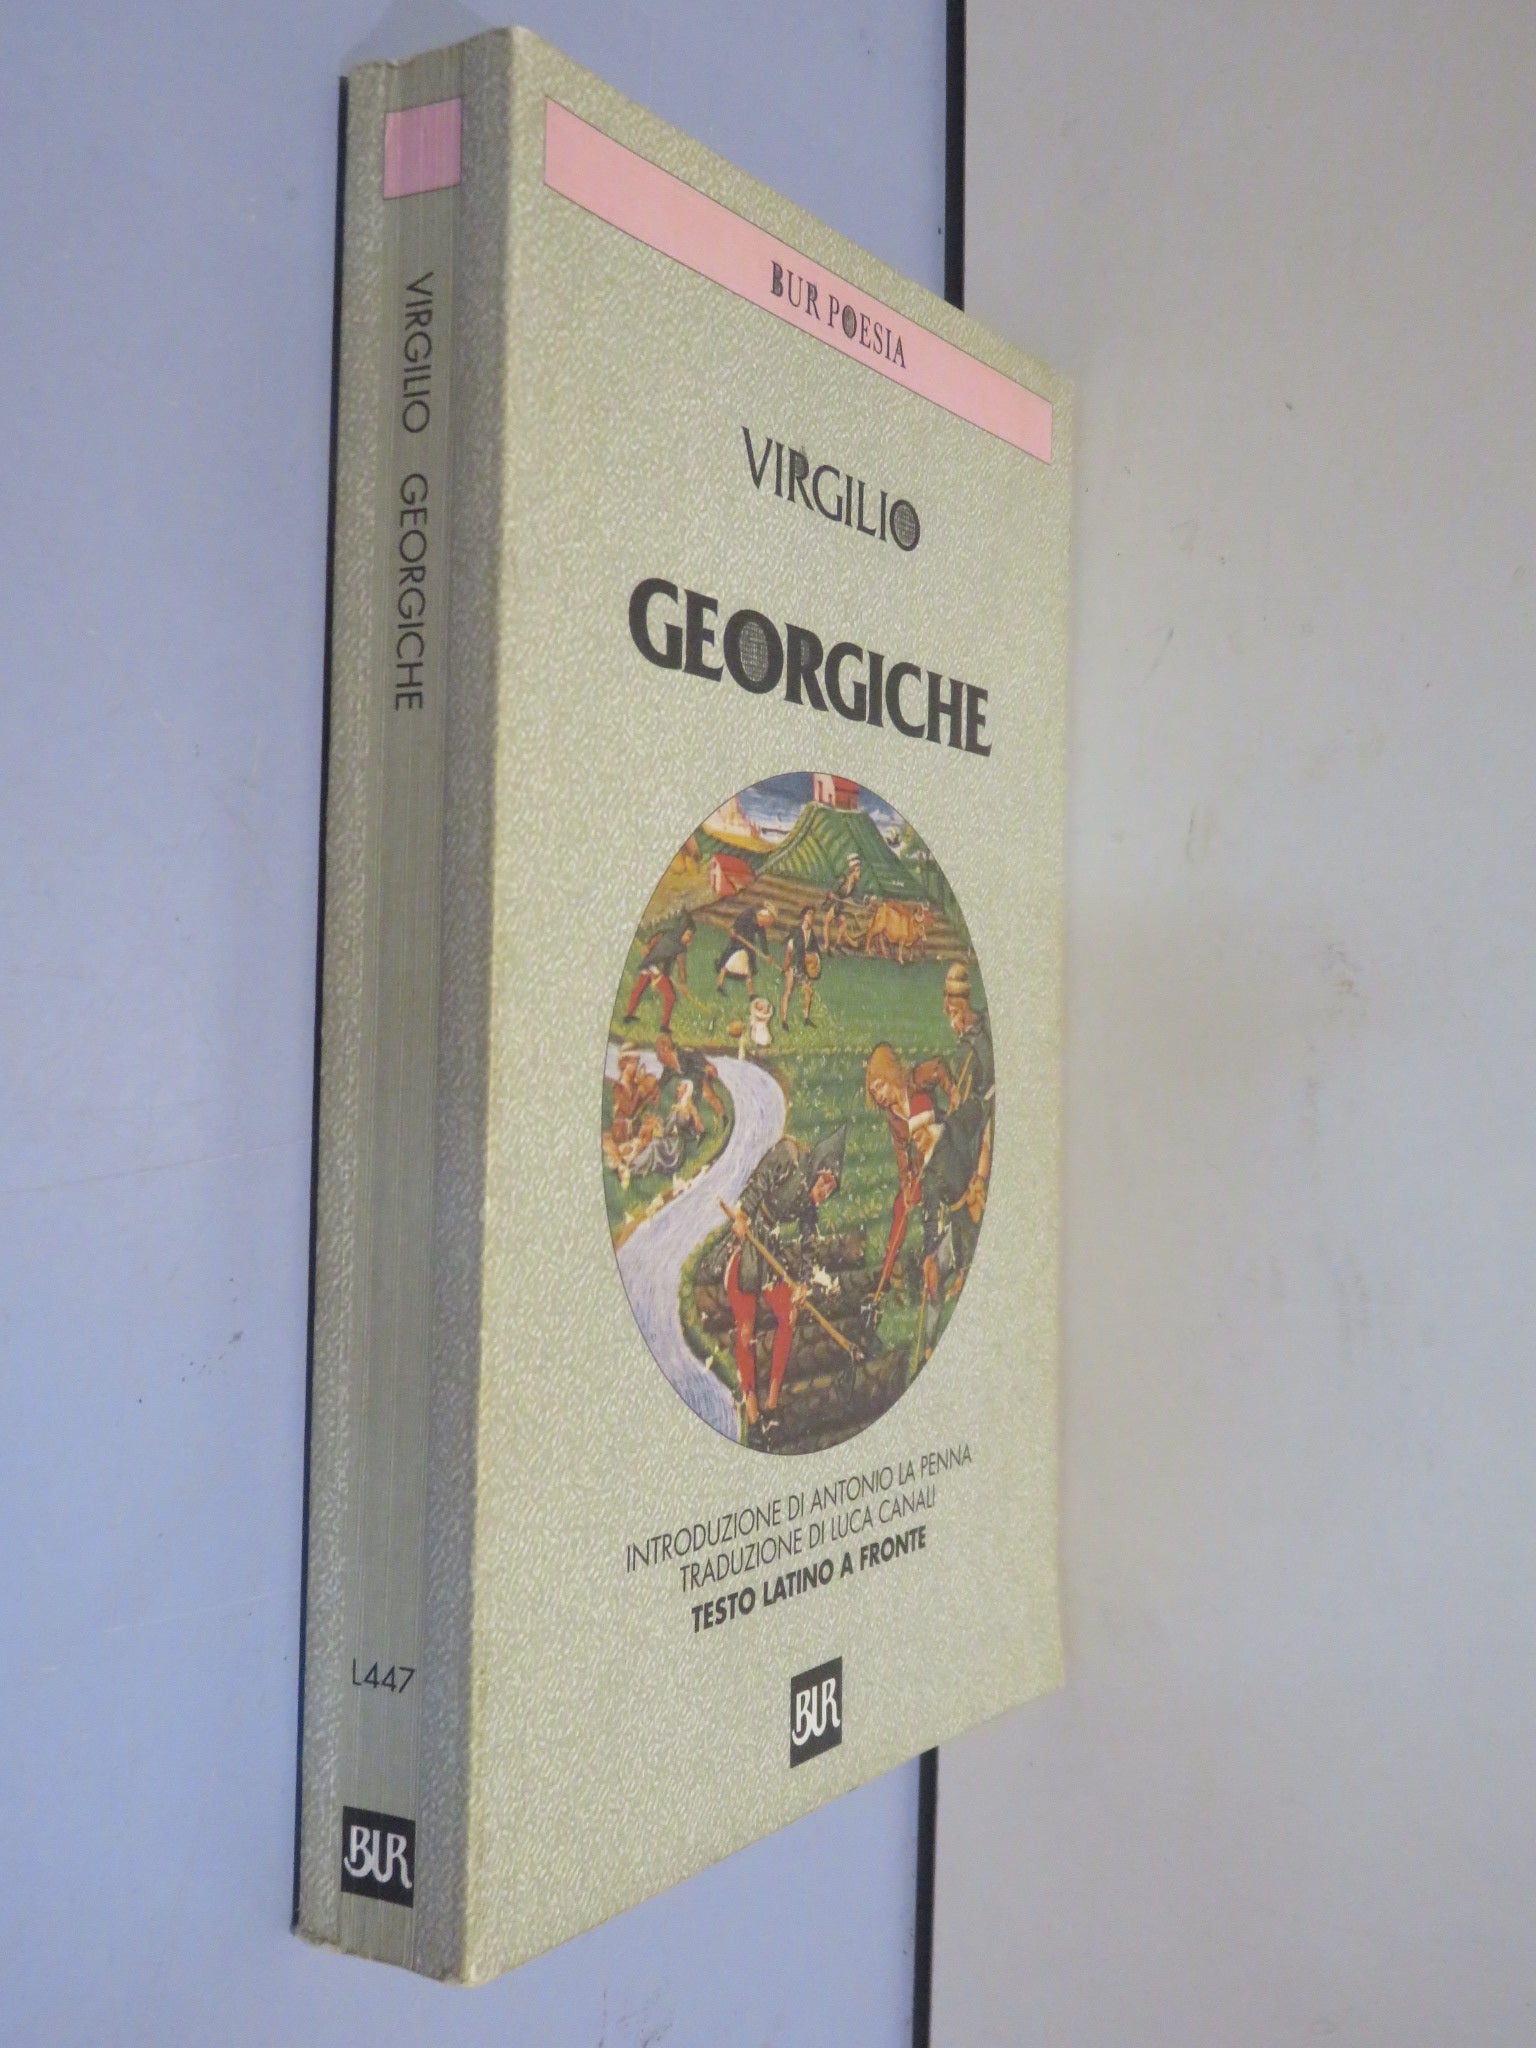 VIRGILIO GEORGICHE
L447
BUR
BUR POESIA
VIRGILIO
GEORGICHE
INTRODUZIONE DI ANTONIO LA PENNA
TRADUZIONE DI LUCA CANALI
TESTO LATINO A FRONTE
BUR